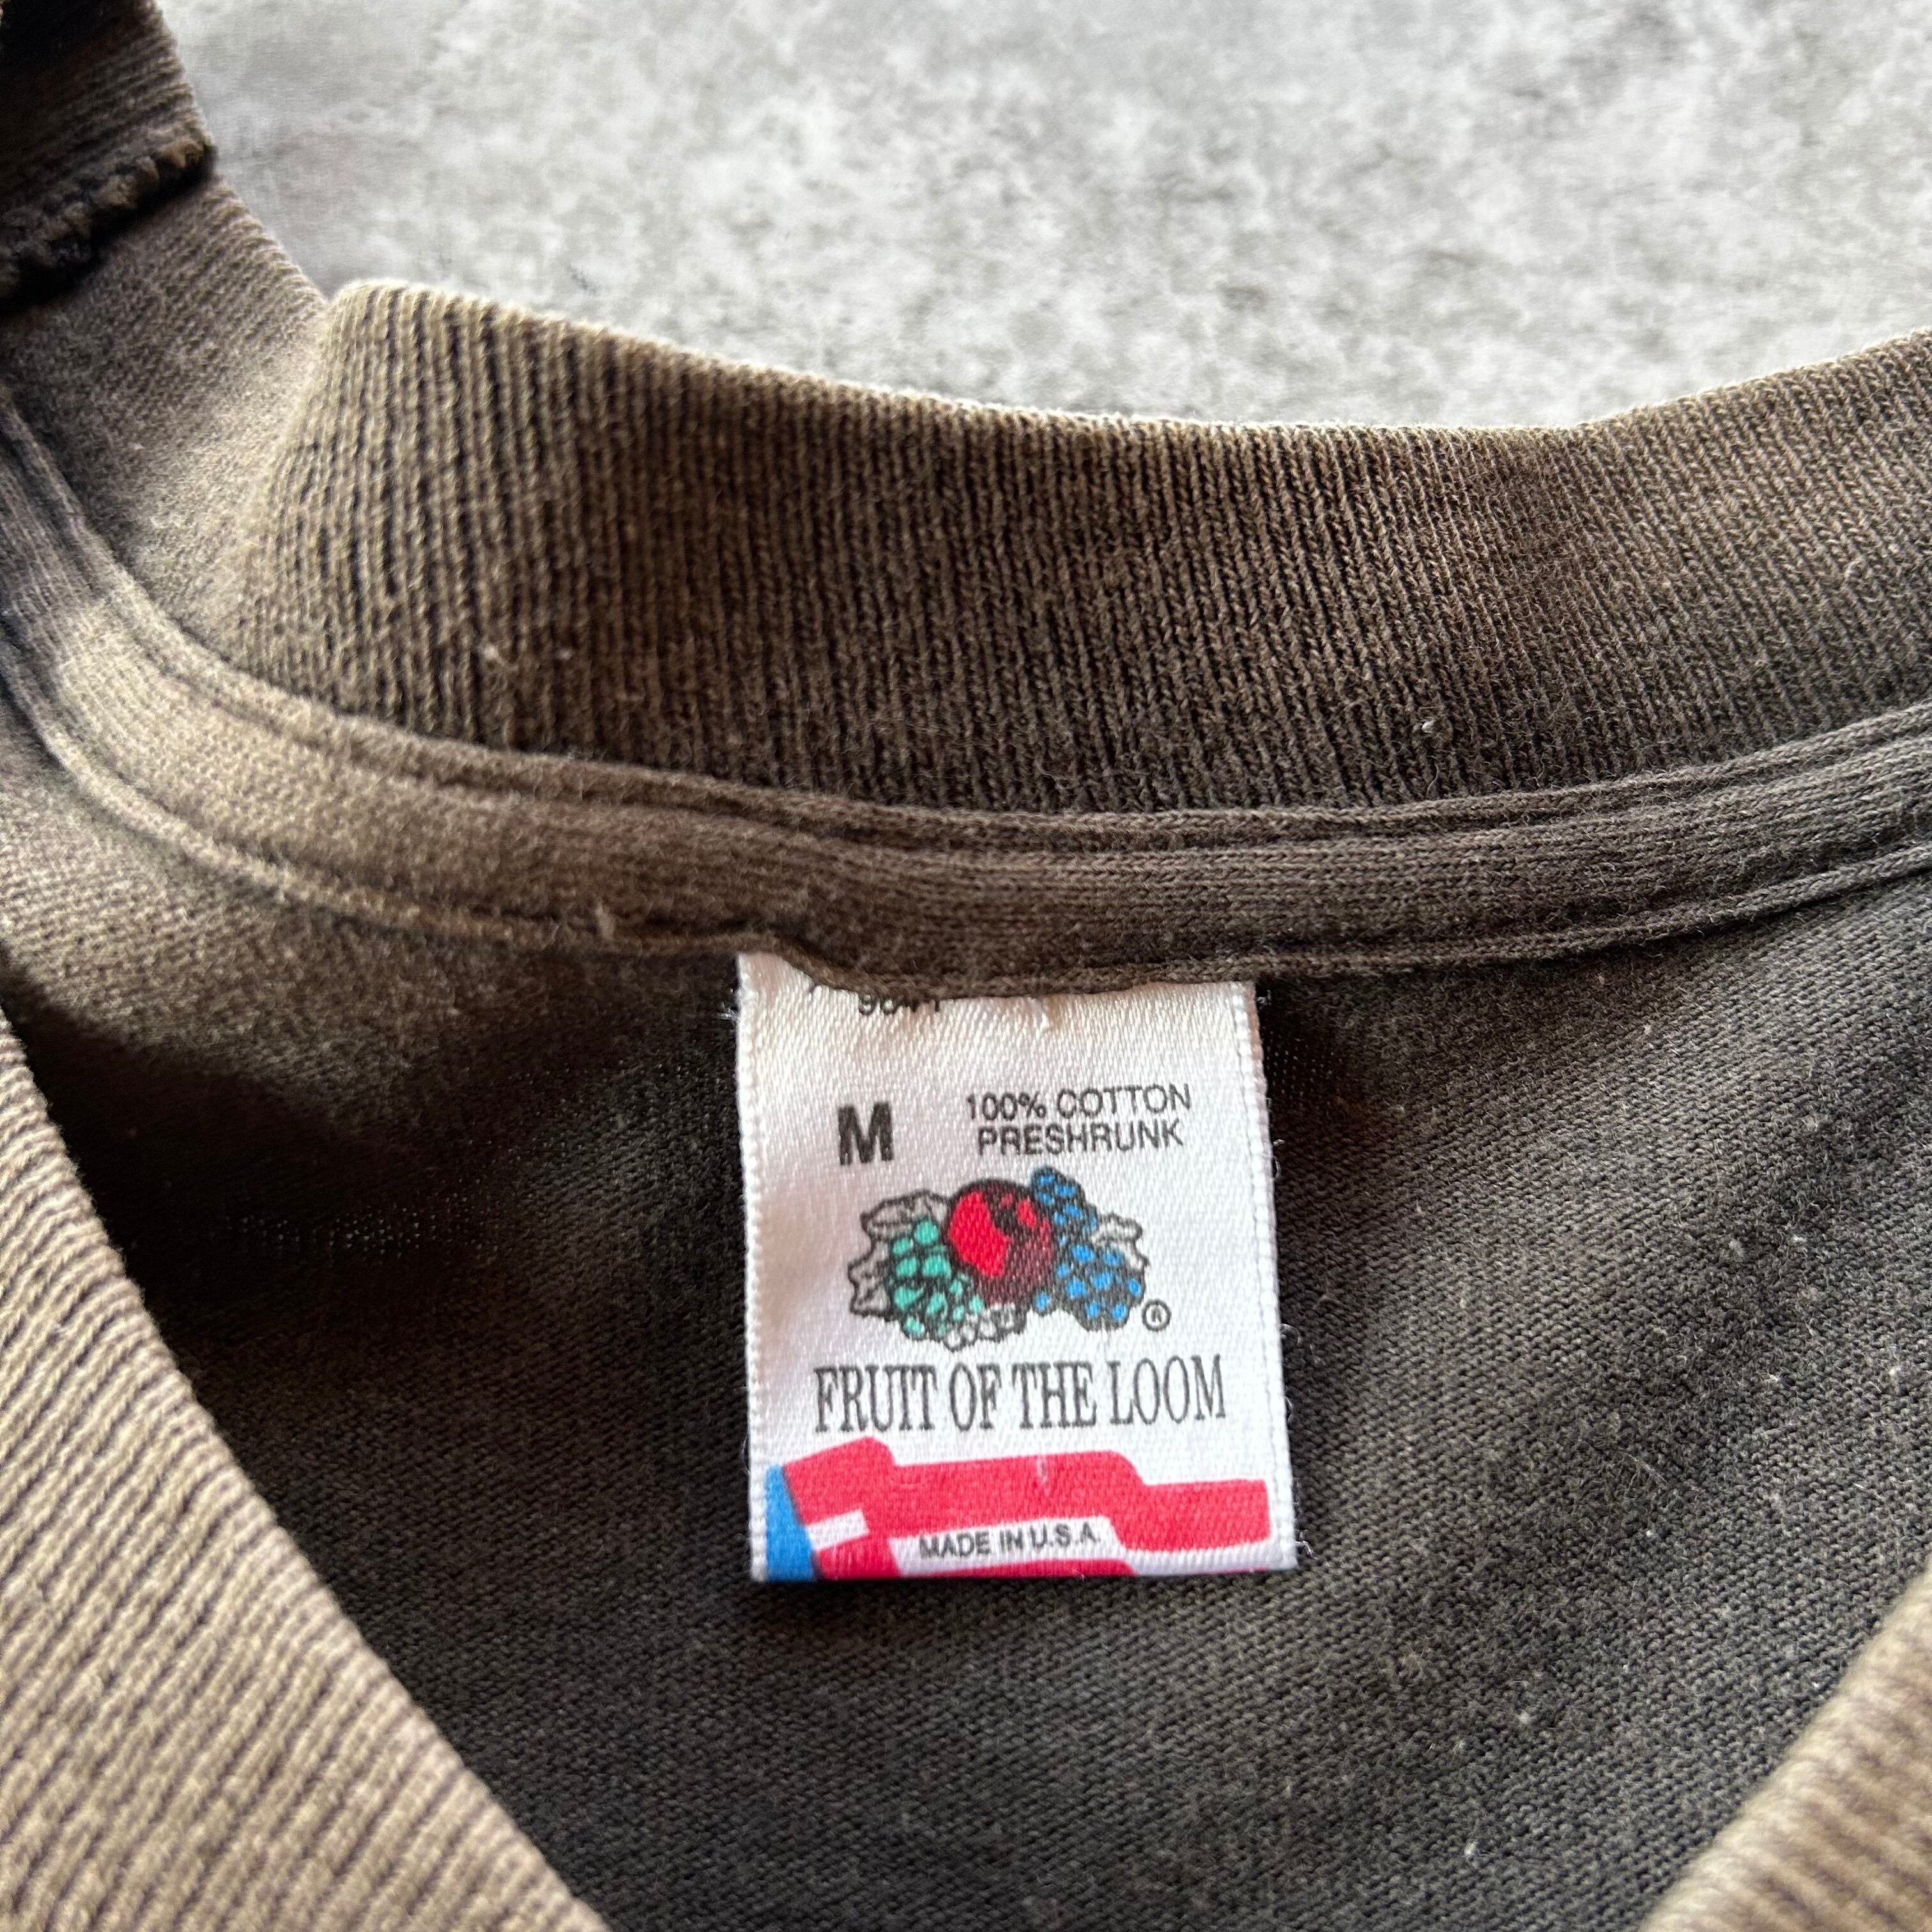 M
100% COTTON
PRESHRUNK
®
FRUIT OF THE LOOM
MADE IN U.S.A.